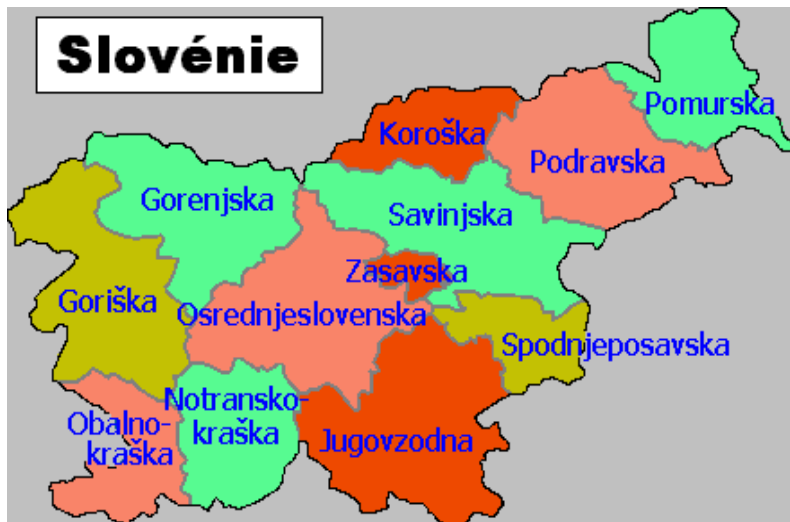 Slovénie
Pomurska
Koroška
Podravska
Gorenjska
Savinjska
Zasavska
Goriška
Osrednjeslovenska
Spodnjeposavska
Notransko-
kraška
Obalno-
kraška
Jugovzodna